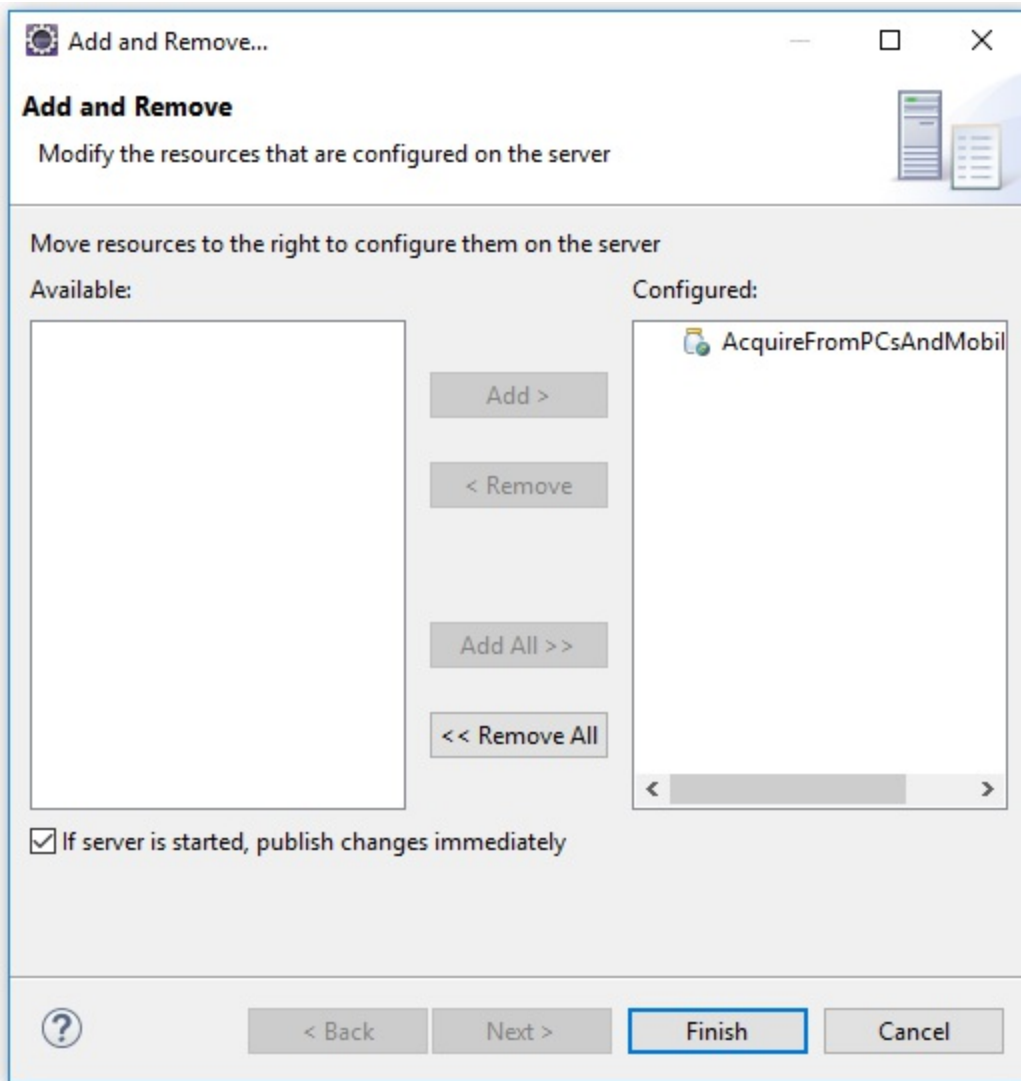 Add and Remove...
Add and Remove
Modify the resources that are configured on the server
Move resources to the right to configure them on the server
Available:
Configured:
AcquireFromPCsAndMobil
Add >
< Remove
Add All >>
<< Remove All
If server is started, publish changes immediately
?
< Back
Next >
Finish
Cancel